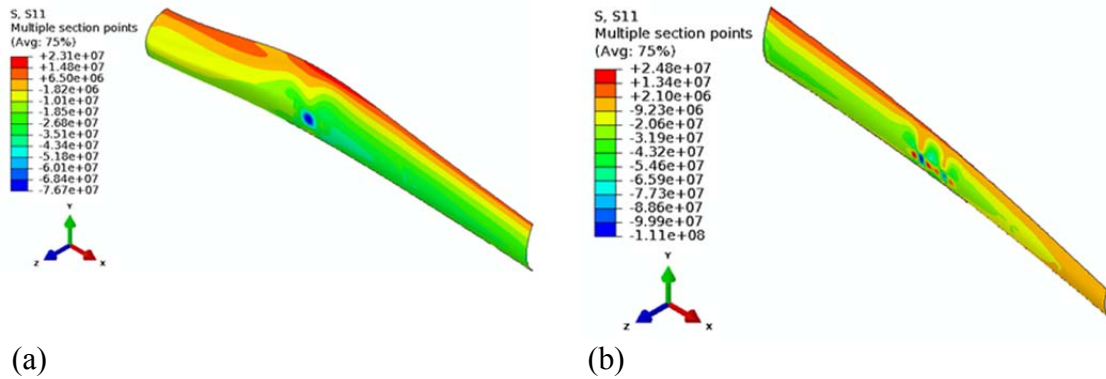 S, S11
Multiple section points
(Avg: 75%)
+2.31e+07
+1.48e+07
+6.50e+06
-1.82e+06
-1.01e+07
-1.85e+07
-2.68e+07
-3.51e+07
-4.34e+07
-5.18e+07
-6.01e+07
-6.84e+07
-7.67e+07
Y
Z
X
(a)
S, S11
Multiple section points
(Avg: 75%)
+2.48e+07
+1.34e+07
+2.10e+06
-9.23e+06
-2.06e+07
-3.19e+07
-4.32e+07
-5.46e+07
-6.59e+07
-7.73e+07
-8.86e+07
-9.99e+07
-1.11e+08
Y
Z
X
(b)